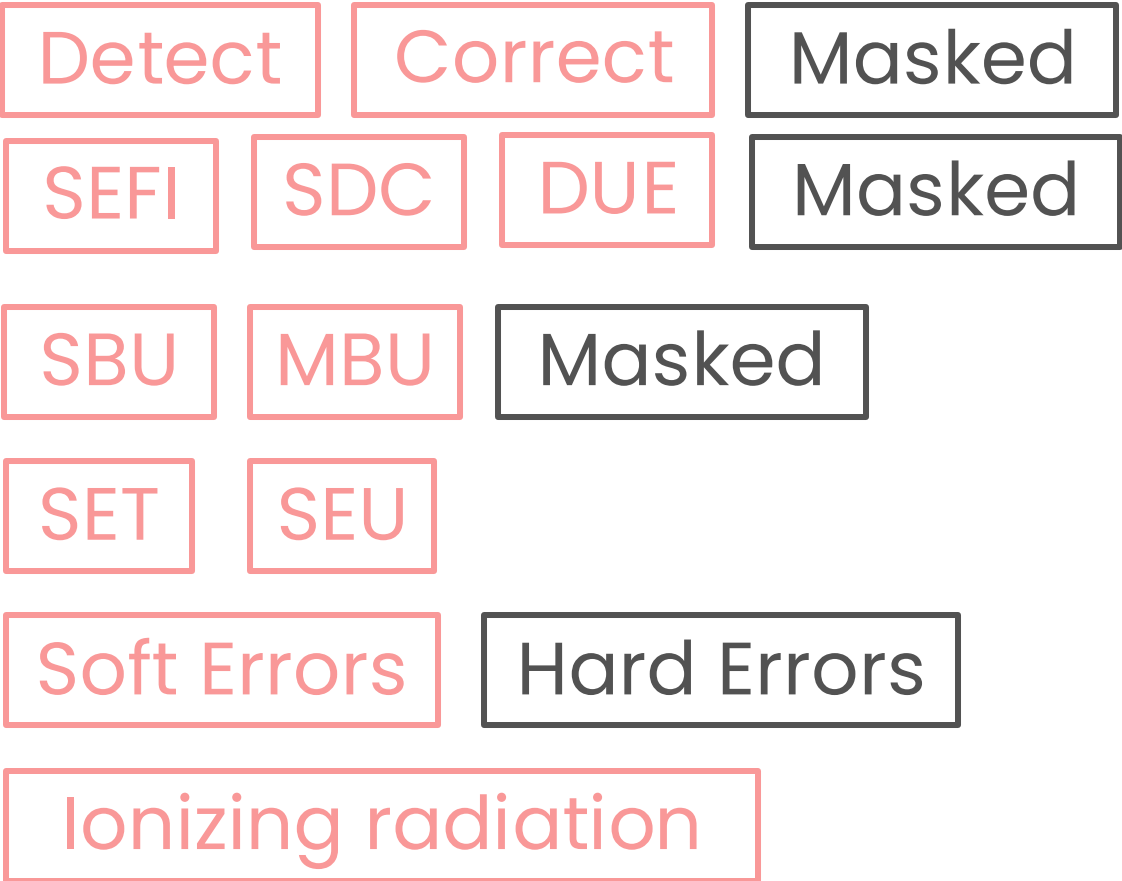 Detect Correct Masked
SEFI SDC DUE Masked
SBU MBU Masked
SET SEU
Soft Errors Hard Errors
Ionizing radiation